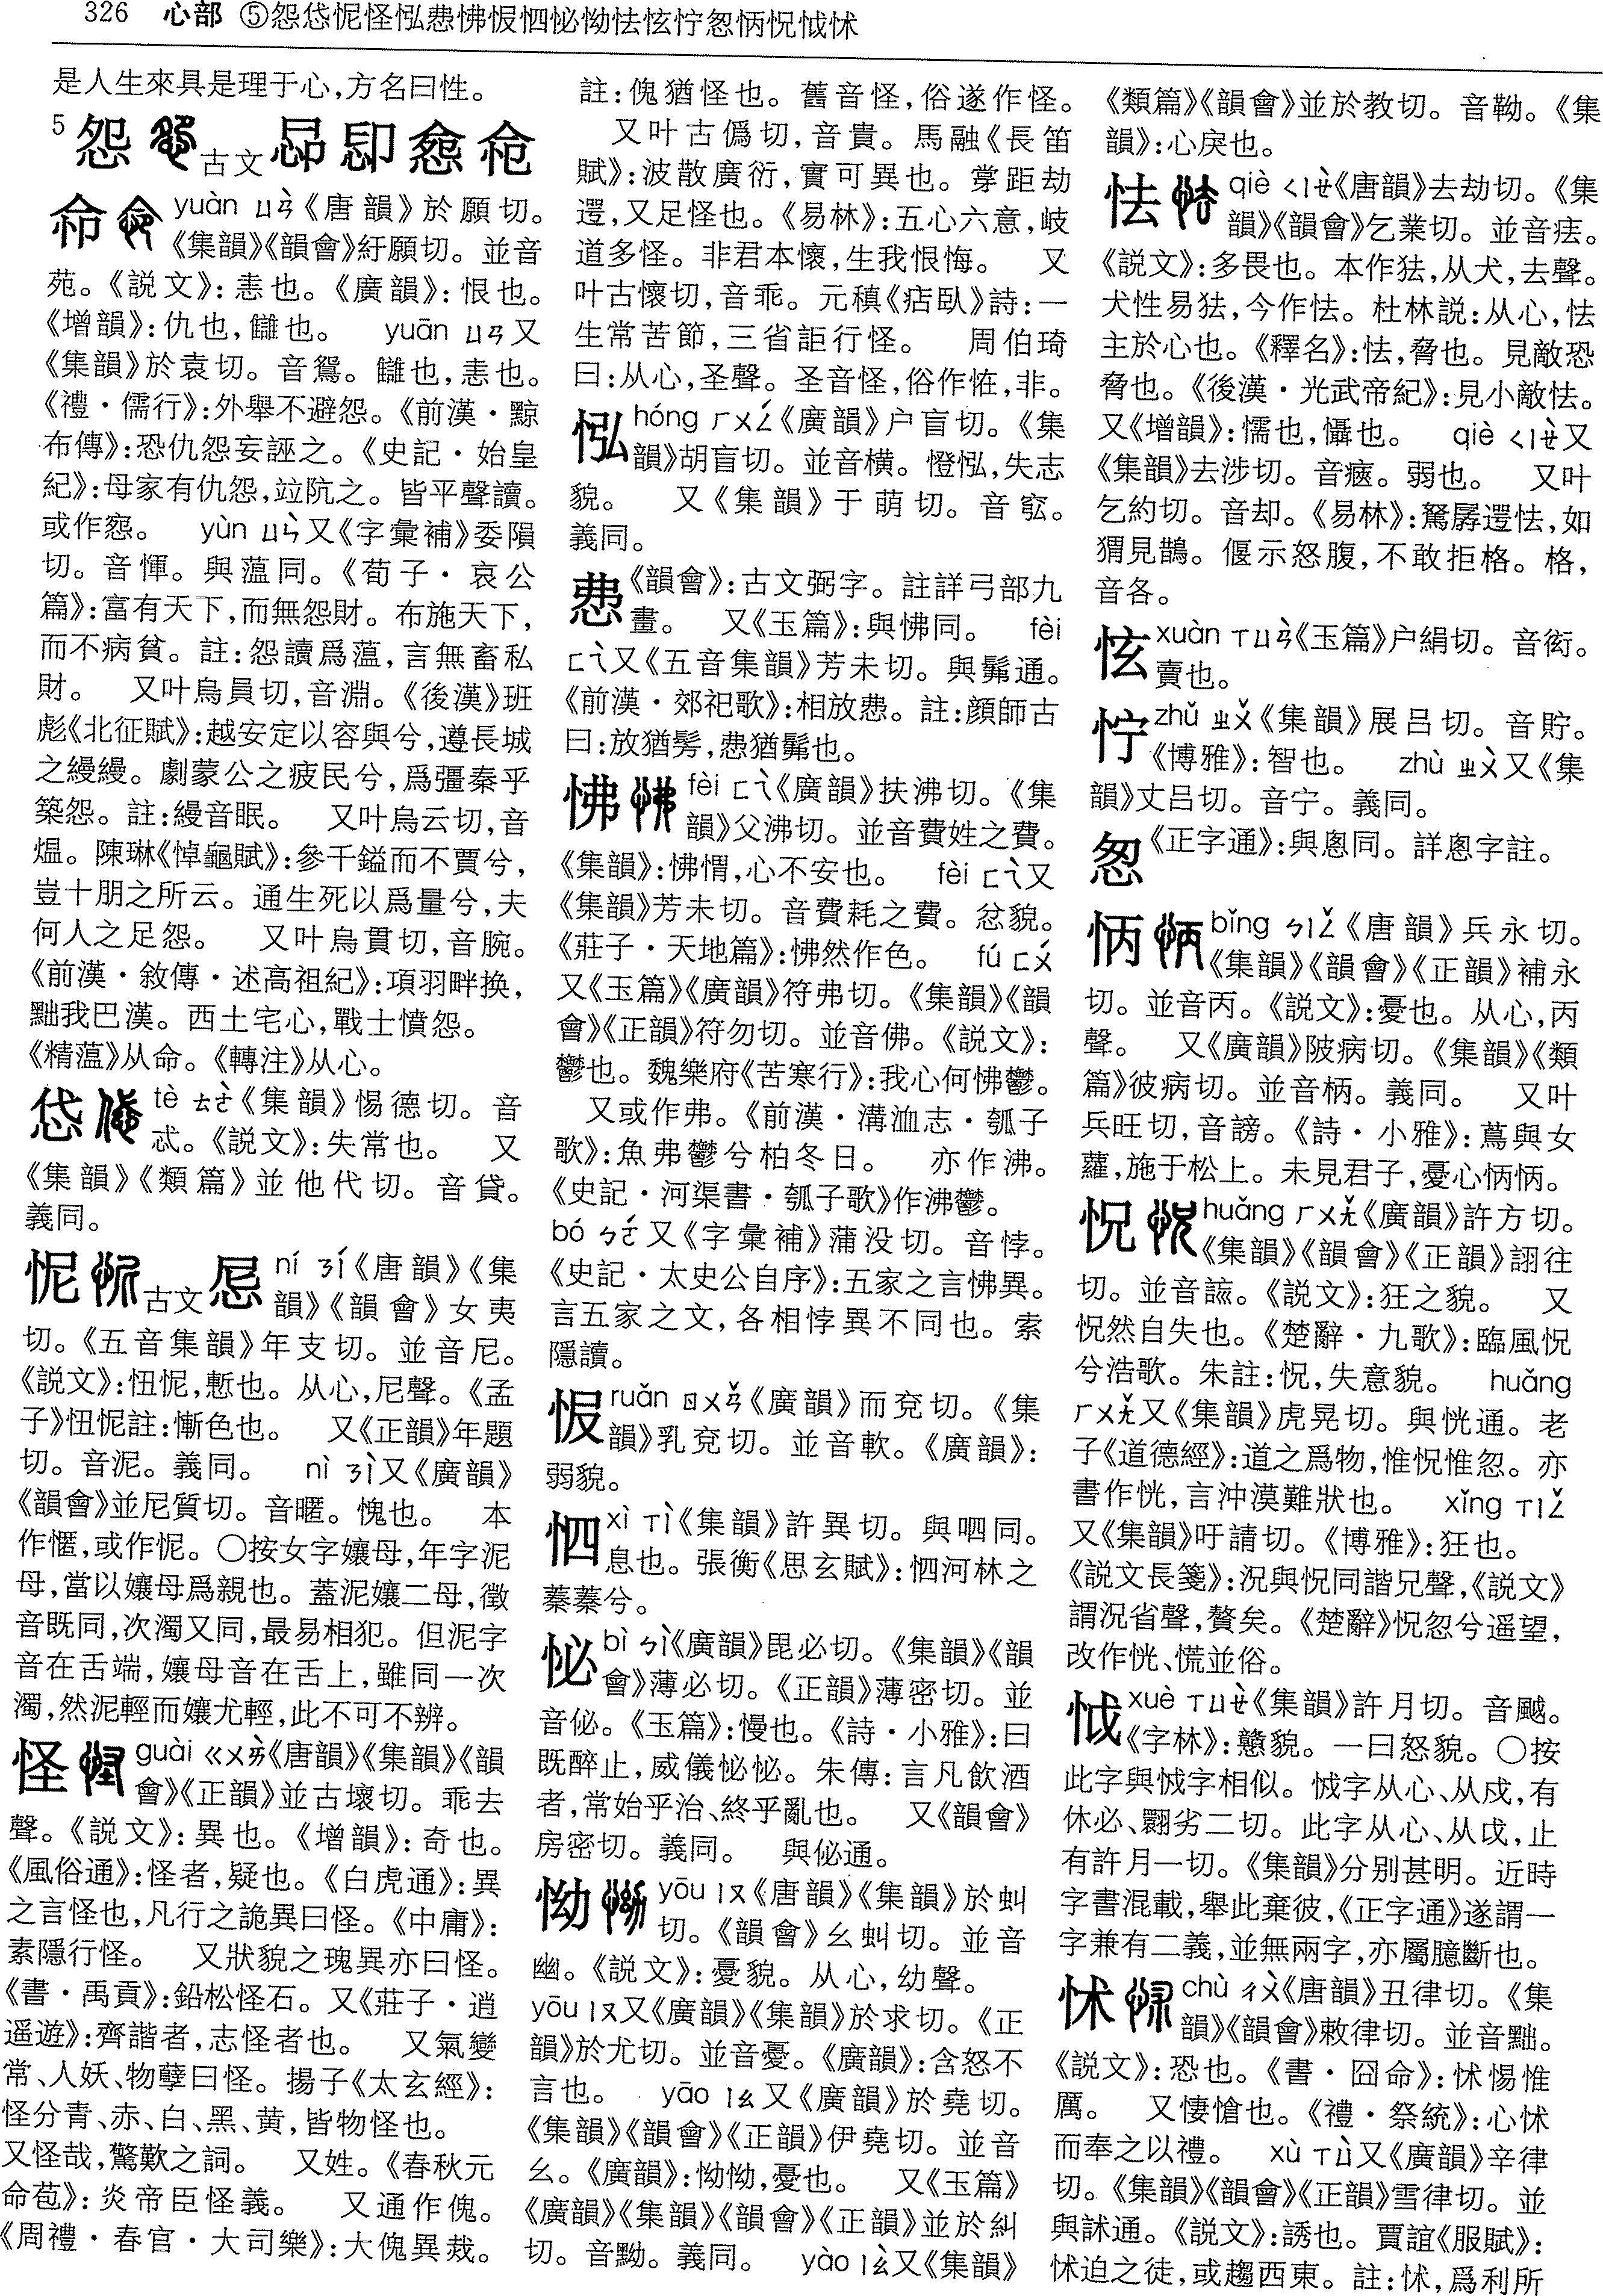 326 心部 ⑤怨怹怩怪怋恖怫㤆怬怭怮怯怰㤖怱怲怳怴怵
是人生來具是理于心,方名曰性。
5 怨 古文
yuàn ㄩㄢˋ《唐韻》於願切。
《集韻》《韻會》紆願切。並音
苑。《説文》:恚也。《廣韻》:恨也。
《增韻》:仇也,讎也。 yuān ㄩㄢ又
《集韻》於袁切。音鴛。讎也,恚也。
《禮·儒行》:外舉不避怨。《前漢·黥
布傳》:恐仇怨妄誣之。《史記·始皇
紀》:母家有仇怨,竝阬之。皆平聲讀。
或作惌。 yùn ㄩㄣˋ又《字彙補》委隕
切。音惲。與薀同。《荀子·哀公
篇》:富有天下,而無怨財。布施天下,
而不病貧。註:怨讀爲薀,言無畜私
財。 又叶烏員切,音淵。《後漢》班
彪《北征賦》:越安定以容與兮,遵長城
之縵縵。劇蒙公之疲民兮,爲彊秦乎
築怨。註:縵音眠。 又叶烏云切,音
熅。陳琳《悼龜賦》:參千鎰而不賈兮,
豈十朋之所云。通生死以爲量兮,夫
何人之足怨。 又叶烏貫切,音腕。
《前漢·敘傳·述高祖紀》:項羽畔换,
黜我巴漢。西土宅心,戰士憤怨。
《精薀》从命。《轉注》从心。
㤫 tè ㄊㄜˋ《集韻》惕德切。音
忒。《説文》:失常也。 又
《集韻》《類篇》並他代切。音貸。
義同。
怩 古文 㞾 ní ㄋㄧˊ《唐韻》《集
韻》《韻會》女夷
切。《五音集韻》年支切。並音尼。
《説文》:忸怩,慙也。从心,尼聲。《孟
子》忸怩註:慚色也。 又《正韻》年題
切。音泥。義同。 nì ㄋㄧˋ又《廣韻》
《韻會》並尼質切。音暱。愧也。 本
作㥾,或作怩。○按女字孃母,年字泥
母,當以孃母爲親也。蓋泥孃二母,徵
音既同,次濁又同,最易相犯。但泥字
音在舌端,孃母音在舌上,雖同一次
濁,然泥輕而孃尤輕,此不可不辨。
怪 guài ㄍㄨㄞˋ《唐韻》《集韻》《韻
會》《正韻》並古壞切。乖去
聲。《説文》:異也。《增韻》:奇也。
《風俗通》:怪者,疑也。《白虎通》:異
之言怪也,凡行之詭異曰怪。《中庸》:
素隱行怪。 又狀貌之瑰異亦曰怪。
《書·禹貢》:鉛松怪石。又《莊子·逍
遥遊》:齊諧者,志怪者也。 又氣變
常、人妖、物孽曰怪。揚子《太玄經》:
怪分青、赤、白、黑、黄,皆物怪也。
又怪哉,驚歎之詞。 又姓。《春秋元
命苞》:炎帝臣怪義。 又通作傀。
《周禮·春官·大司樂》:大傀異烖。
註:傀猶怪也。舊音怪,俗遂作怪。
又叶古僞切,音貴。馬融《長笛
賦》:波散廣衍,實可異也。牚距劫
遻,又足怪也。《易林》:五心六意,岐
道多怪。非君本懷,生我恨悔。 又
叶古懷切,音乖。元稹《痁臥》詩:一
生常苦節,三省詎行怪。 周伯琦
曰:从心,圣聲。圣音怪,俗作恠,非。
㤎 hóng ㄏㄨㄥˊ《廣韻》户盲切。《集
韻》胡盲切。並音横。憕㤎,失志
貌。 又《集韻》于萌切。音宖。
義同。
㤱 《韻會》:古文弼字。註詳弓部九
畫。 又《玉篇》:與怫同。 fèi
ㄈㄟˋ又《五音集韻》芳未切。與髴通。
《前漢·郊祀歌》:相放㤱。註:顏師古
曰:放猶髣,㤱猶髴也。
怫 fèi ㄈㄟˋ《廣韻》扶沸切。《集
韻》父沸切。並音費姓之費。
《集韻》:怫㥜,心不安也。 fèi ㄈㄟˋ又
《集韻》芳未切。音費耗之費。忿貌。
《莊子·天地篇》:怫然作色。 fú ㄈㄨˊ
又《玉篇》《廣韻》符弗切。《集韻》《韻
會》《正韻》符勿切。並音佛。《説文》:
鬱也。魏樂府《苦寒行》:我心何怫鬱。
又或作弗。《前漢·溝洫志·瓠子
歌》:魚弗鬱兮柏冬日。 亦作沸。
《史記·河渠書·瓠子歌》作沸鬱。
bó ㄅㄛˊ又《字彙補》蒲没切。音悖。
《史記·太史公自序》:五家之言怫異。
言五家之文,各相悖異不同也。索
隱讀。
㤆 ruǎn ㄖㄨㄢˇ《廣韻》而兗切。《集
韻》乳兗切。並音軟。《廣韻》:
弱貌。
怬 xì ㄒㄧˋ《集韻》許異切。與呬同。
息也。張衡《思玄賦》:怬河林之
蓁蓁兮。
怭 bì ㄅㄧˋ《廣韻》毘必切。《集韻》《韻
會》薄必切。《正韻》薄密切。並
音佖。《玉篇》:慢也。《詩·小雅》:曰
既醉止,威儀怭怭。朱傳:言凡飲酒
者,常始乎治、終乎亂也。 又《韻會》
房密切。義同。 與佖通。
怮 yōu ㄧㄡ《唐韻》《集韻》於虯
切。《韻會》幺虯切。並音
幽。《説文》:憂貌。从心,幼聲。
yōu ㄧㄡ又《廣韻》《集韻》於求切。《正
韻》於尤切。並音憂。《廣韻》:含怒不
言也。 yāo ㄧㄠ又《廣韻》於堯切。
《集韻》《韻會》《正韻》伊堯切。並音
幺。《廣韻》:怮怮,憂也。 又《玉篇》
《廣韻》《集韻》《韻會》《正韻》並於糾
切。音黝。義同。 yào ㄧㄠˋ又《集韻》
《類篇》《韻會》並於教切。音靿。《集
韻》:心戾也。
怯 qiè ㄑㄧㄝˋ《唐韻》去劫切。《集
韻》《韻會》乞業切。並音㾀。
《説文》:多畏也。本作㹤,从犬,去聲。
犬性易㹤,今作怯。杜林説:从心,怯
主於心也。《釋名》:怯,脅也。見敵恐
脅也。《後漢·光武帝紀》:見小敵怯。
又《增韻》:懦也,懾也。 qiè ㄑㄧㄝˋ又
《集韻》去涉切。音㾜。弱也。 又叶
乞約切。音却。《易林》:駑孱遻怯,如
猬見鵲。偃示怒腹,不敢拒格。格,
音各。
怰 xuàn ㄒㄩㄢˋ《玉篇》户絹切。音衒。
賣也。
㤖 zhǔ ㄓㄨˇ《集韻》展吕切。音貯。
《博雅》:智也。 zhù ㄓㄨˋ又《集
韻》丈吕切。音宁。義同。
怱 《正字通》:與悤同。詳悤字註。
怲 bǐng ㄅㄧㄥˇ《唐韻》兵永切。
《集韻》《韻會》《正韻》補永
切。並音丙。《説文》:憂也。从心,丙
聲。 又《廣韻》陂病切。《集韻》《類
篇》彼病切。並音柄。義同。 又叶
兵旺切,音謗。《詩·小雅》:蔦與女
蘿,施于松上。未見君子,憂心怲怲。
怳 huǎng ㄏㄨㄤˇ《廣韻》許方切。
《集韻》《韻會》《正韻》詡往
切。並音謊。《説文》:狂之貌。 又
怳然自失也。《楚辭·九歌》:臨風怳
兮浩歌。朱註:怳,失意貌。 huǎng
ㄏㄨㄤˇ又《集韻》虎晃切。與恍通。老
子《道德經》:道之爲物,惟怳惟忽。亦
書作恍,言沖漠難狀也。 xǐng ㄒㄧㄥˇ
又《集韻》吁請切。《博雅》:狂也。
《説文長箋》:況與怳同諧兄聲,《説文》
謂況省聲,贅矣。《楚辭》怳忽兮遥望,
改作恍、慌並俗。
怴 xuè ㄒㄩㄝˋ《集韻》許月切。音䬂。
《字林》:戇貌。一曰怒貌。○按
此字與㤜字相似。㤜字从心、从戍,有
休必、翾劣二切。此字从心、从戉,止
有許月一切。《集韻》分别甚明。近時
字書混載,舉此棄彼,《正字通》遂謂一
字兼有二義,並無兩字,亦屬臆斷也。
怵 chù ㄔㄨˋ《唐韻》丑律切。《集
韻》《韻會》敕律切。並音黜。
《説文》:恐也。《書·冏命》:怵惕惟
厲。 又悽愴也。《禮·祭統》:心怵
而奉之以禮。 xù ㄒㄩˋ又《廣韻》辛律
切。《集韻》《韻會》《正韻》雪律切。並
與訹通。《説文》:誘也。賈誼《服賦》:
怵迫之徒,或趨西東。註:怵,爲利所